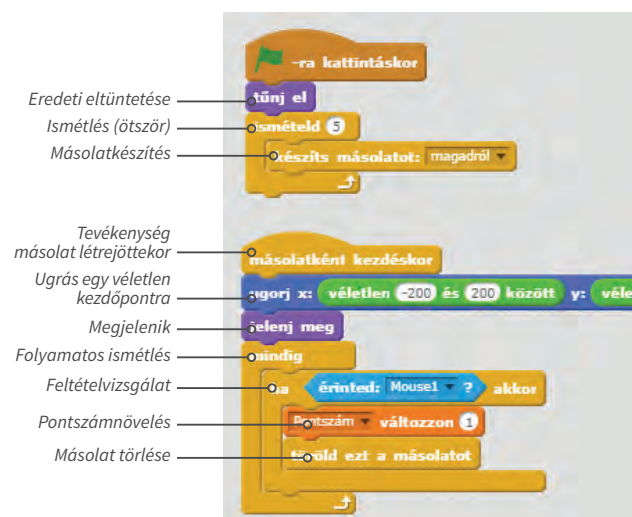 -ra kattintáskor
Eredeti eltüntetése
tűnj el
Ismétlés (ötször)
ismételd 5
Másolatkészítés
készíts másolatot: magadról
Tevékenység
másolat létrejöttekor
másolatként kezdéskor
Ugrás egy véletlen
kezdőpontra
ugorj x: véletlen -200 és 200 között y: véle
Megjelenik
jelenj meg
Folyamatos ismétlés
mindig
Feltételvizsgálat
ha érinted: Mouse1 ? akkor
Pontszámnövelés
Pontszám változzon 1
Másolat törlése
töröld ezt a másolatot